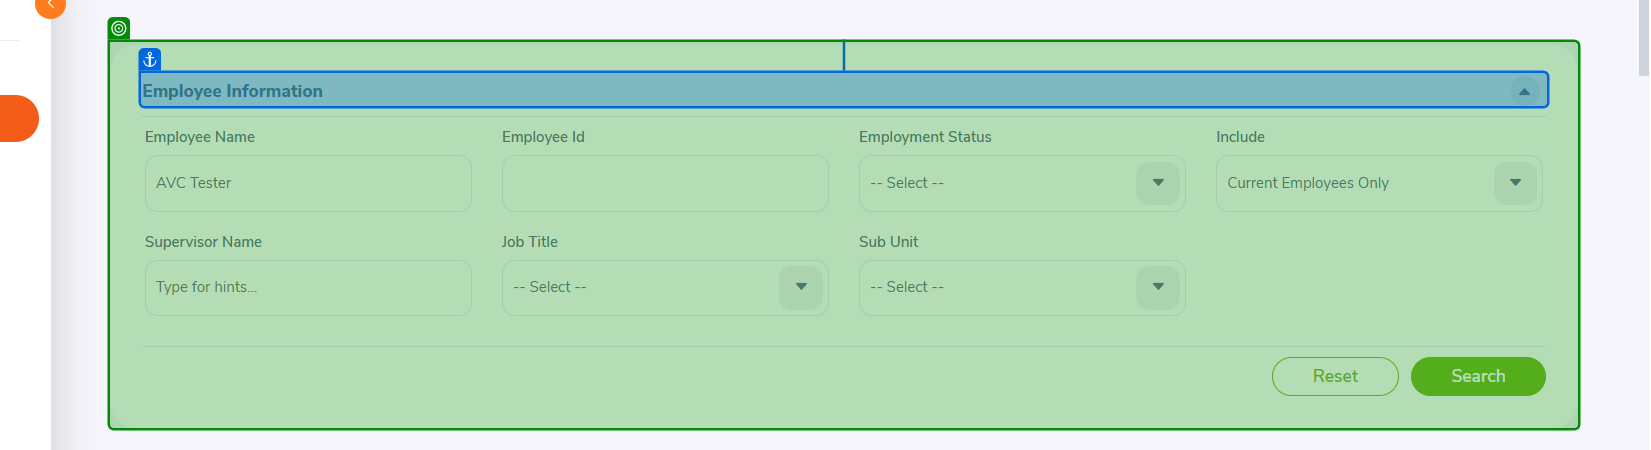 Employee Information
Employee Name Employee Id Employment Status Include
AVC Tester -- Select -- Current Employees Only
Supervisor Name Job Title Sub Unit
Type for hints... -- Select -- -- Select --
Reset Search